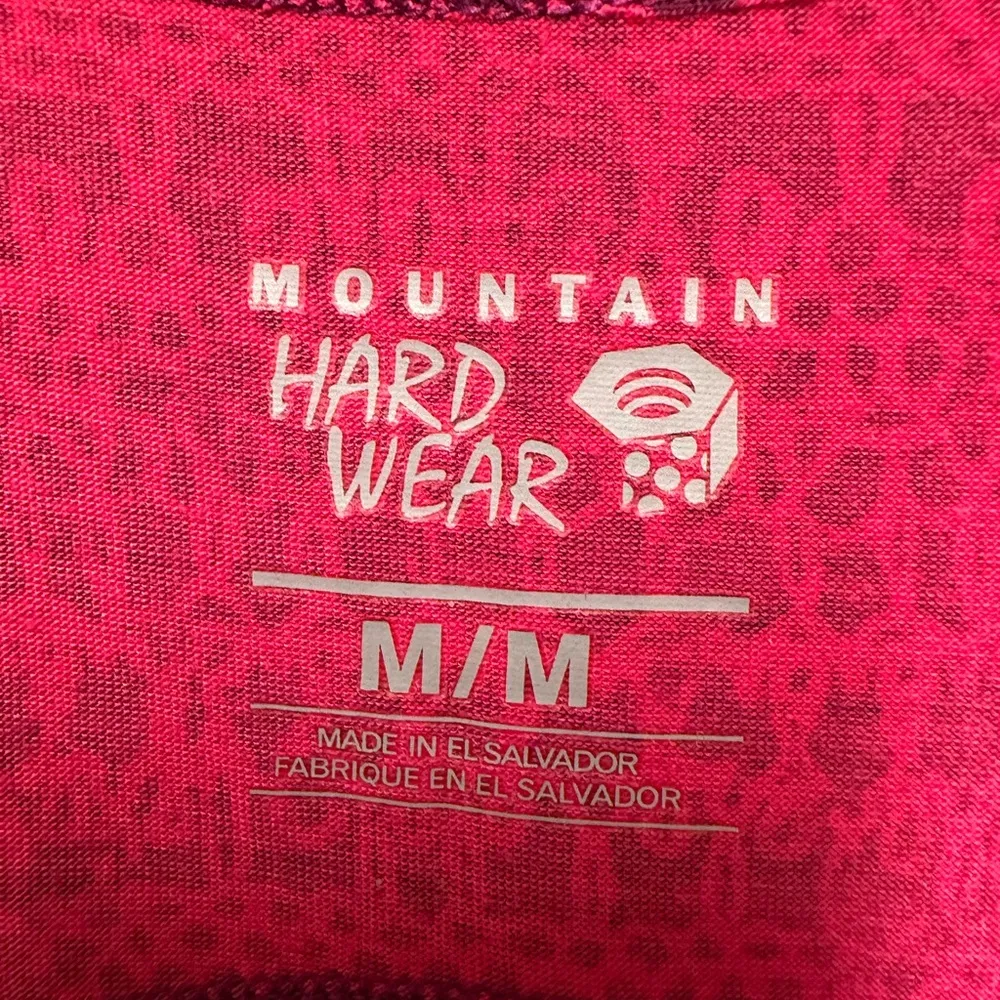 MOUNTAIN
HARD
WEAR
M/M
MADE IN EL SALVADOR
FABRIQUE EN EL SALVADOR